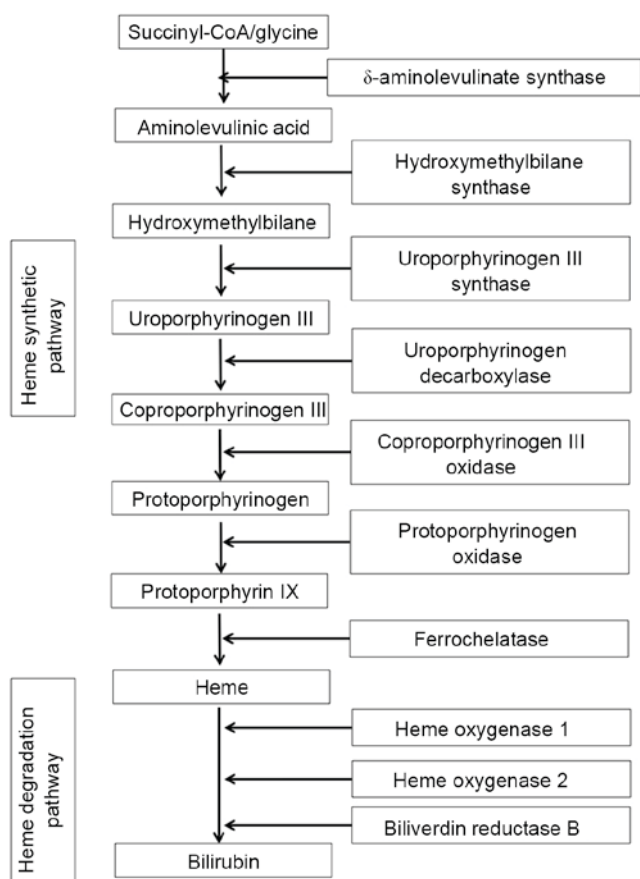 Succinyl-CoA/glycine
δ-aminolevulinate synthase
Aminolevulinic acid
Hydroxymethylbilane
synthase
Hydroxymethylbilane
Uroporphyrinogen III
synthase
Uroporphyrinogen III
Uroporphyrinogen
decarboxylase
Coproporphyrinogen III
Coproporphyrinogen III
oxidase
Protoporphyrinogen
Protoporphyrinogen
oxidase
Protoporphyrin IX
Ferrochelatase
Heme
Heme oxygenase 1
Heme oxygenase 2
Biliverdin reductase B
Bilirubin
Heme synthetic
pathway
Heme degradation
pathway